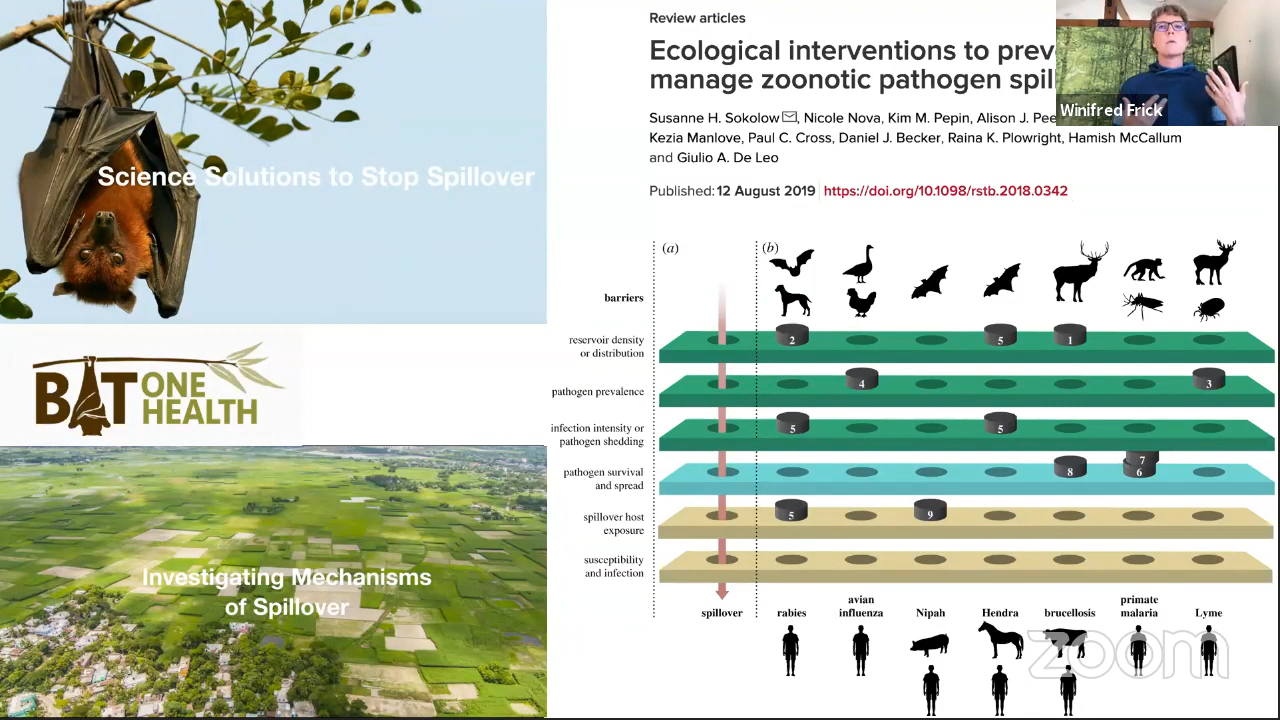 Science Solutions to Stop Spillover
BAT ONE
HEALTH
Investigating Mechanisms
of Spillover
Review articles
Ecological interventions to prev
manage zoonotic pathogen spil
Susanne H. Sokolow, Nicole Nova, Kim M. Pepin, Alison J. Pee
Kezia Manlove, Paul C. Cross, Daniel J. Becker, Raina K. Plowright, Hamish McCallum
and Giulio A. De Leo
Published: 12 August 2019 | https://doi.org/10.1098/rstb.2018.0342
Winifred Frick
(a) (b)
barriers
reservoir density
or distribution
2 5 1
pathogen prevalence
4 3
infection intensity or
pathogen shedding
5 5
pathogen survival
and spread
8 7 6
spillover host
exposure
5 9
susceptibility
and infection
spillover
rabies
avian
influenza
Nipah
Hendra
brucellosis
primate
malaria
Lyme
zoom